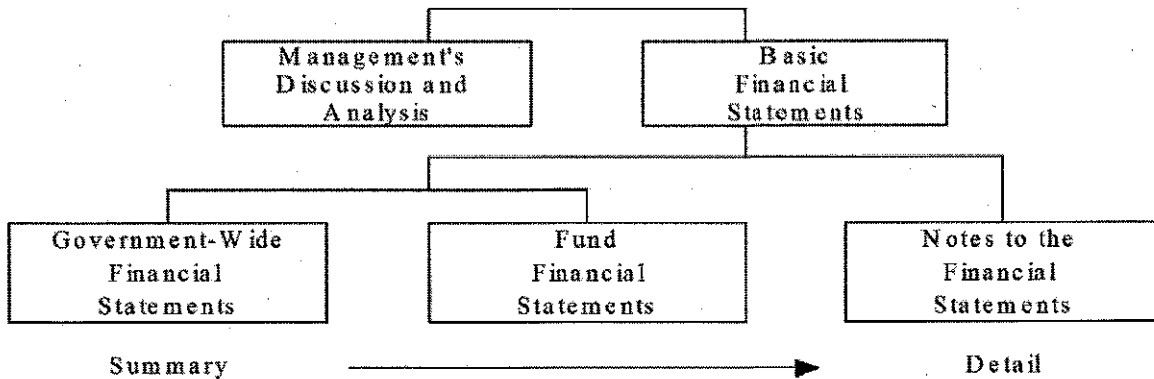 Management's
Discussion and
Analysis
Basic
Financial
Statements
Government-Wide
Financial
Statements
Fund
Financial
Statements
Notes to the
Financial
Statements
Summary
Detail